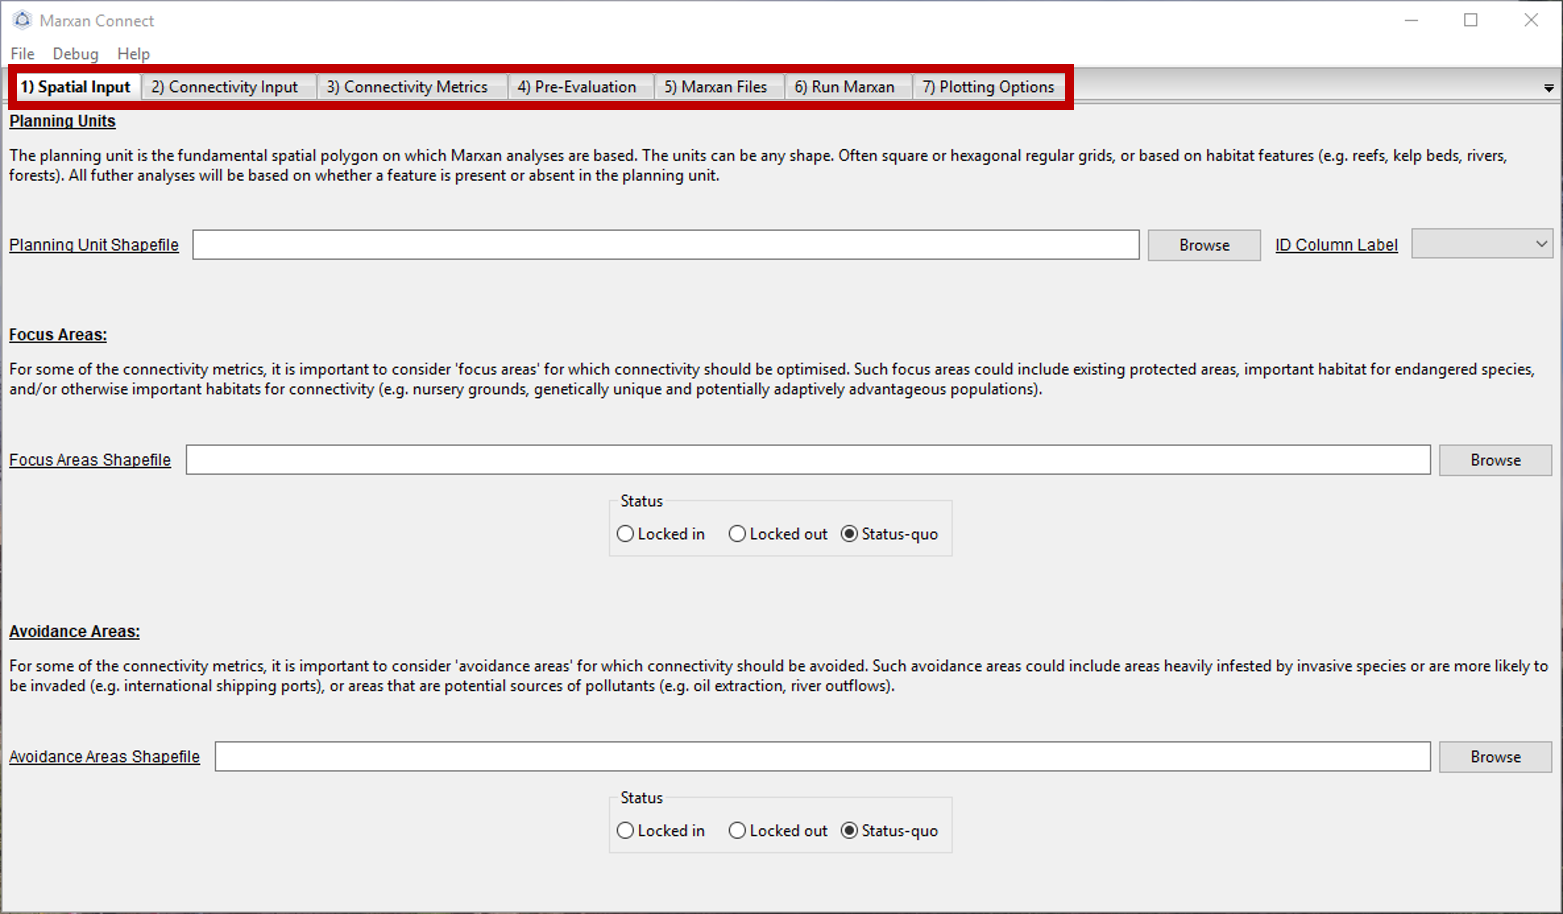 Marxan Connect
File Debug Help
1) Spatial Input 2) Connectivity Input 3) Connectivity Metrics 4) Pre-Evaluation 5) Marxan Files 6) Run Marxan 7) Plotting Options
Planning Units
The planning unit is the fundamental spatial polygon on which Marxan analyses are based. The units can be any shape. Often square or hexagonal regular grids, or based on habitat features (e.g. reefs, kelp beds, rivers,
forests). All futher analyses will be based on whether a feature is present or absent in the planning unit.
Planning Unit Shapefile Browse ID Column Label
Focus Areas:
For some of the connectivity metrics, it is important to consider 'focus areas' for which connectivity should be optimised. Such focus areas could include existing protected areas, important habitat for endangered species,
and/or otherwise important habitats for connectivity (e.g. nursery grounds, genetically unique and potentially adaptively advantageous populations).
Focus Areas Shapefile Browse
Status
Locked in Locked out Status-quo
Avoidance Areas:
For some of the connectivity metrics, it is important to consider 'avoidance areas' for which connectivity should be avoided. Such avoidance areas could include areas heavily infested by invasive species or are more likely to
be invaded (e.g. international shipping ports), or areas that are potential sources of pollutants (e.g. oil extraction, river outflows).
Avoidance Areas Shapefile Browse
Status
Locked in Locked out Status-quo